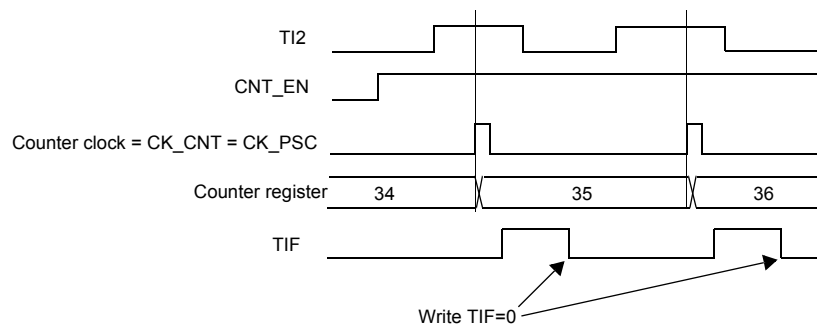 TI2
CNT_EN
Counter clock = CK_CNT = CK_PSC
Counter register 34 35 36
TIF
Write TIF=0